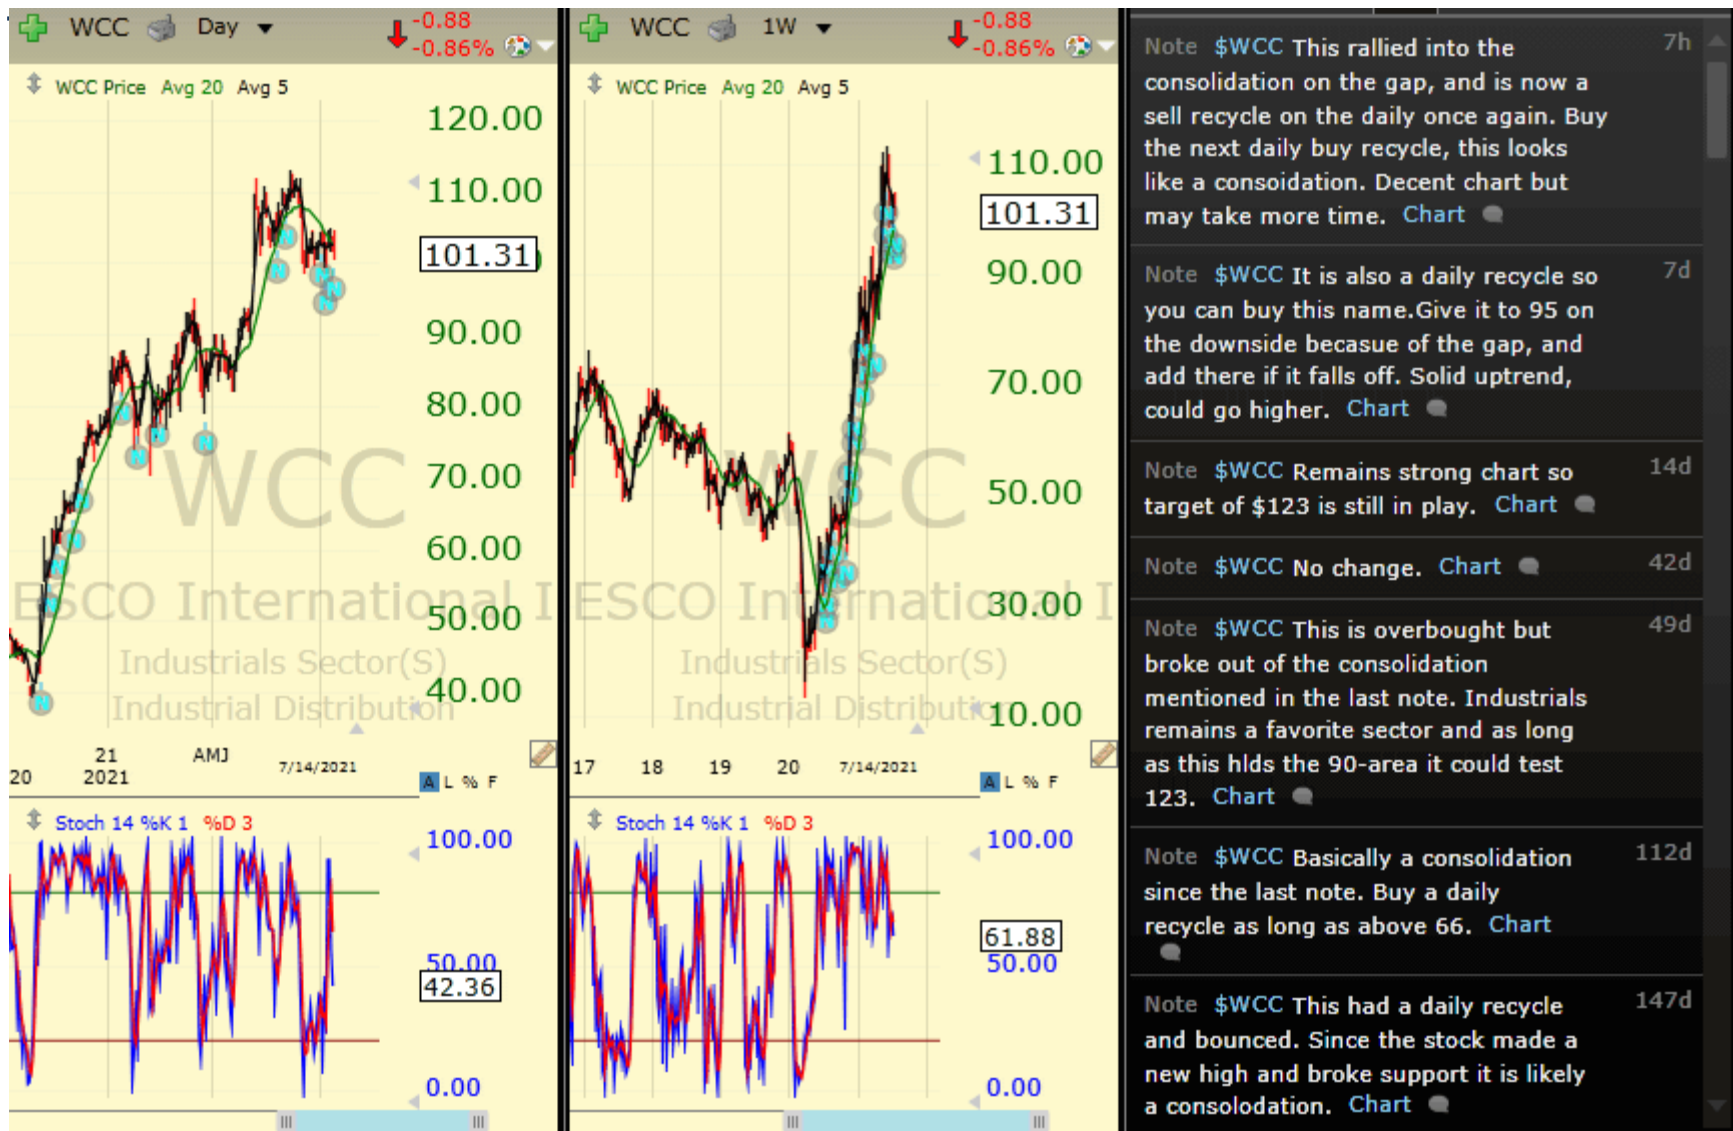 WCC Day -0.88
-0.86%
WCC Price Avg 20 Avg 5
120.00
110.00
101.31
90.00
80.00
70.00
60.00
50.00
40.00
WCC
ESCO International I
Industrials Sector(S)
Industrial Distribution
20 21 AMJ 7/14/2021
2021
A L % F
Stoch 14 %K 1 %D 3
100.00
50.00
42.36
0.00
WCC 1W -0.88
-0.86%
WCC Price Avg 20 Avg 5
110.00
101.31
90.00
70.00
50.00
30.00
10.00
WCC
ESCO International I
Industrials Sector(S)
Industrial Distribution
17 18 19 20 7/14/2021
A L % F
Stoch 14 %K 1 %D 3
100.00
61.88
50.00
0.00
Note $WCC This rallied into the 7h
consolidation on the gap, and is now a
sell recycle on the daily once again. Buy
the next daily buy recycle, this looks
like a consoidation. Decent chart but
may take more time. Chart
Note $WCC It is also a daily recycle so 7d
you can buy this name.Give it to 95 on
the downside becasue of the gap, and
add there if it falls off. Solid uptrend,
could go higher. Chart
Note $WCC Remains strong chart so 14d
target of $123 is still in play. Chart
Note $WCC No change. Chart 42d
Note $WCC This is overbought but 49d
broke out of the consolidation
mentioned in the last note. Industrials
remains a favorite sector and as long
as this hlds the 90-area it could test
123. Chart
Note $WCC Basically a consolidation 112d
since the last note. Buy a daily
recycle as long as above 66. Chart
Note $WCC This had a daily recycle 147d
and bounced. Since the stock made a
new high and broke support it is likely
a consolodation. Chart